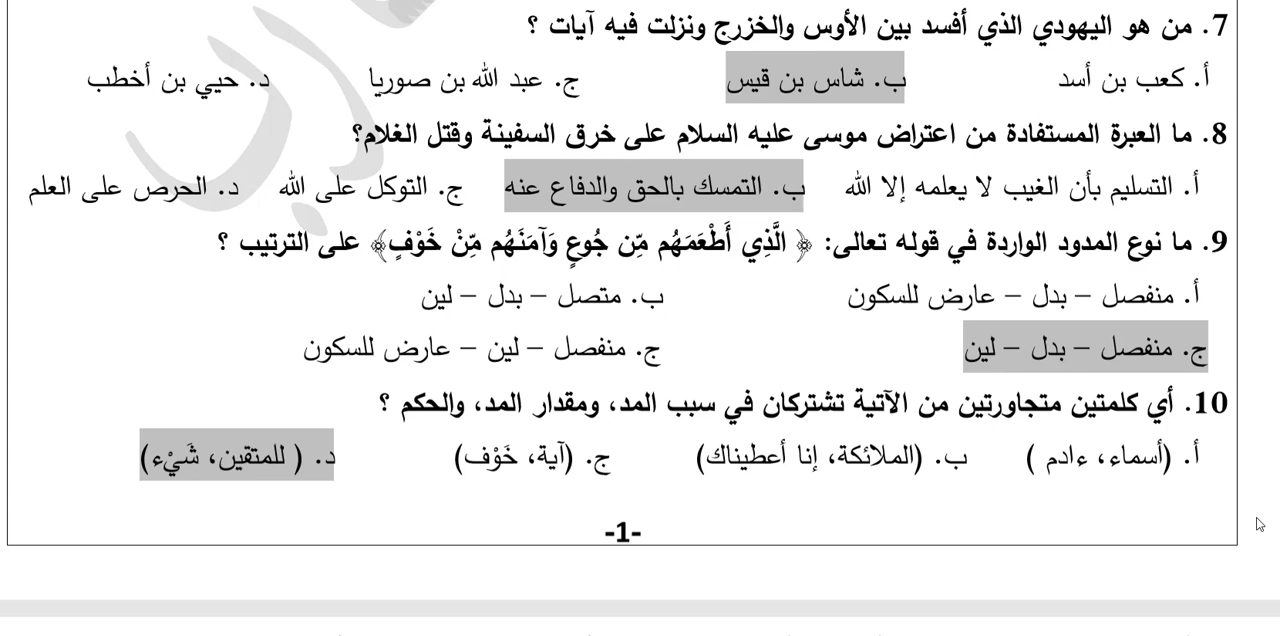 7. من هو اليهودي الذي أفسد بين الأوس والخزرج ونزلت فيه آيات ؟
أ. كعب بن أسد ب. شاس بن قيس ج. عبد الله بن صوريا د. حيي بن أخطب
8. ما العبرة المستفادة من اعتراض موسى عليه السلام على خرق السفينة وقتل الغلام؟
أ. التسليم بأن الغيب لا يعلمه إلا الله ب. التمسك بالحق والدفاع عنه ج. التوكل على الله د. الحرص على العلم
9. ما نوع المدود الواردة في قوله تعالى: ﴿ الَّذِي أَطْعَمَهُم مِّن جُوعٍ وَآمَنَهُم مِّنْ خَوْفٍ﴾ على الترتيب ؟
أ. منفصل – بدل – عارض للسكون ب. متصل – بدل – لين
ج. منفصل – بدل – لين ج. منفصل – لين – عارض للسكون
10. أي كلمتين متجاورتين من الآتية تشتركان في سبب المد، ومقدار المد، والحكم ؟
أ. (أسماء، ءادم ) ب. (الملائكة، إنا أعطيناك) ج. (آية، خَوْف) د. ( للمتقين، شَيْء)
-1-